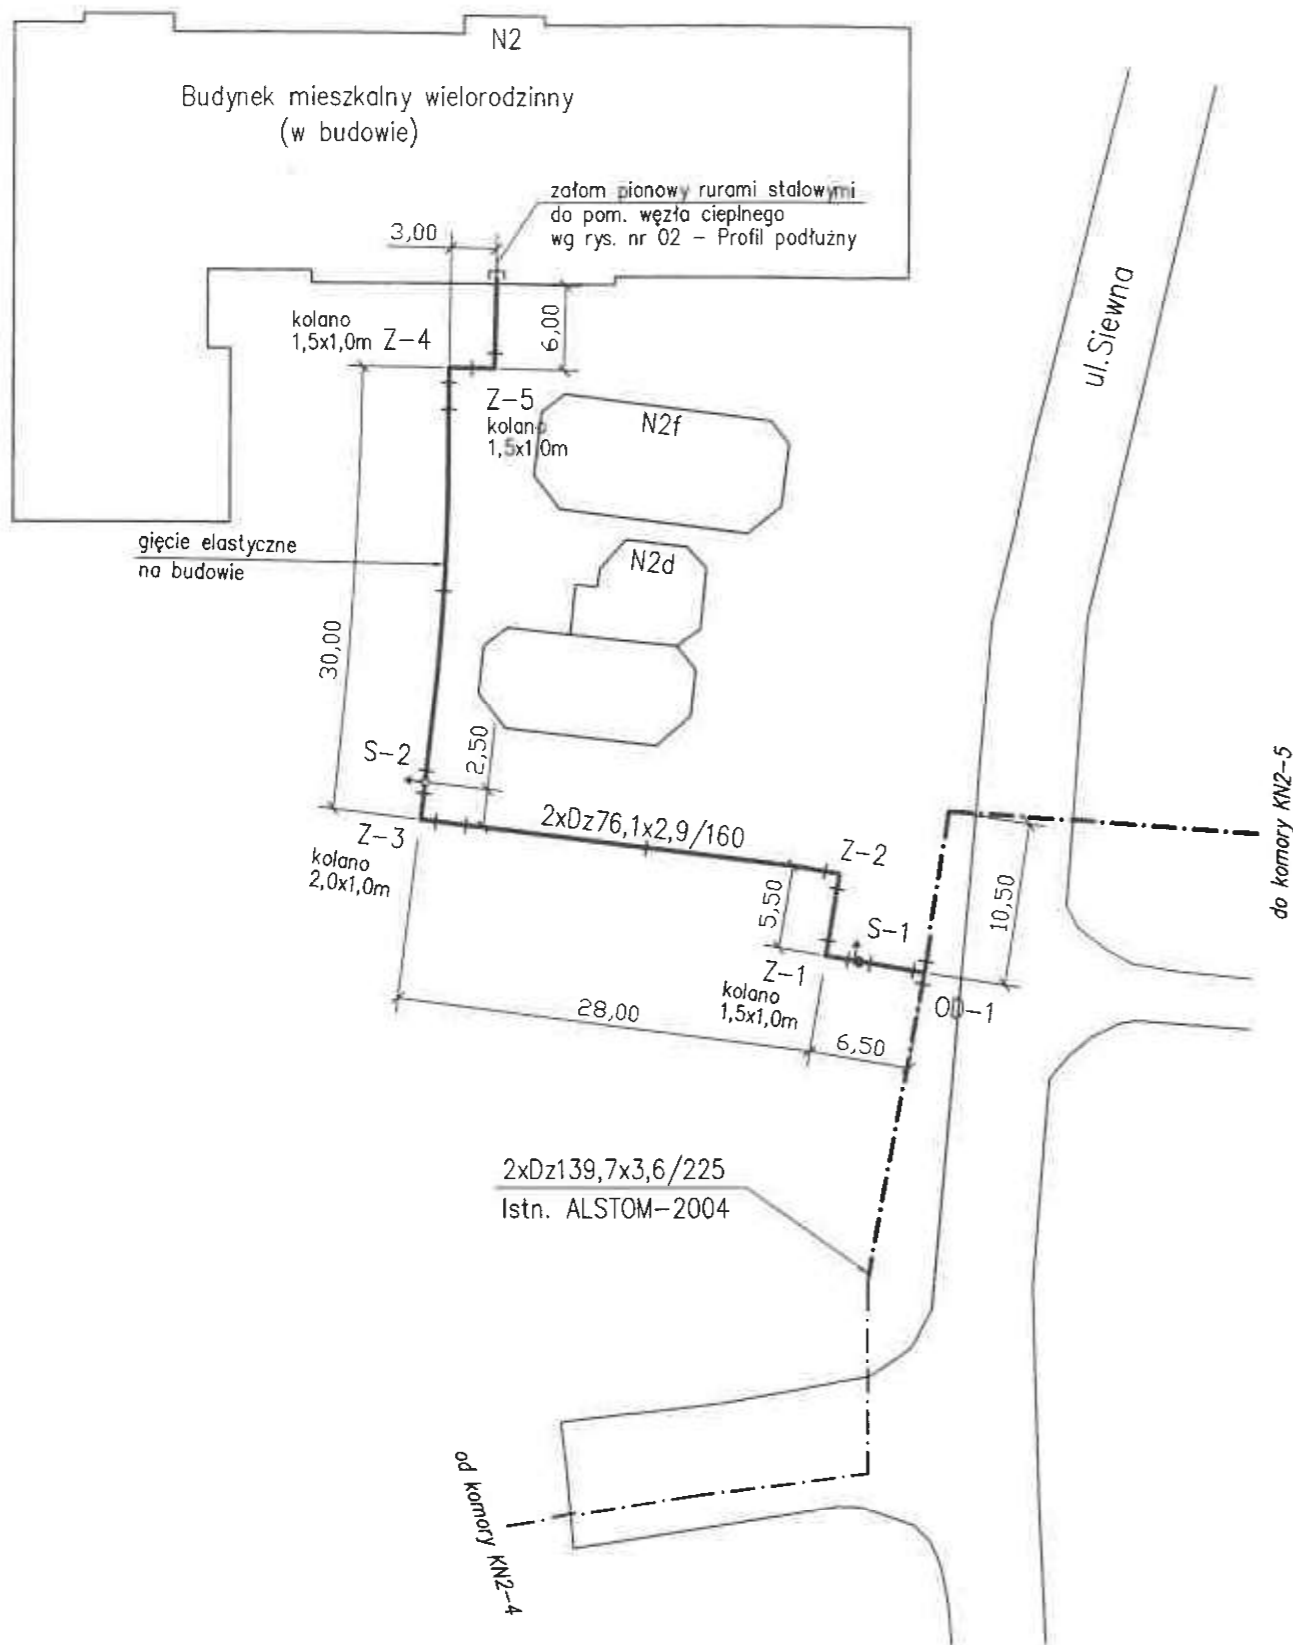 N2
Budynek mieszkalny wielorodzinny
(w budowie)
załom pionowy rurami stalowymi
do pom. węzła cieplnego
wg rys. nr 02 – Profil podłużny
3,00
6,00
kolano
1,5x1,0m Z-4
Z-5
kolano
1,5x1,0m
N2f
ul.Siewna
gięcie elastyczne
na budowie
N2d
30,00
S-2
2,50
2xDz76,1x2,9/160
Z-3
kolano
2,0x1,0m
Z-2
5,50
S-1
10,50
do komory KN2-5
Z-1
kolano
1,5x1,0m
OD-1
28,00
6,50
2xDz139,7x3,6/225
Istn. ALSTOM-2004
od komory KN2-4